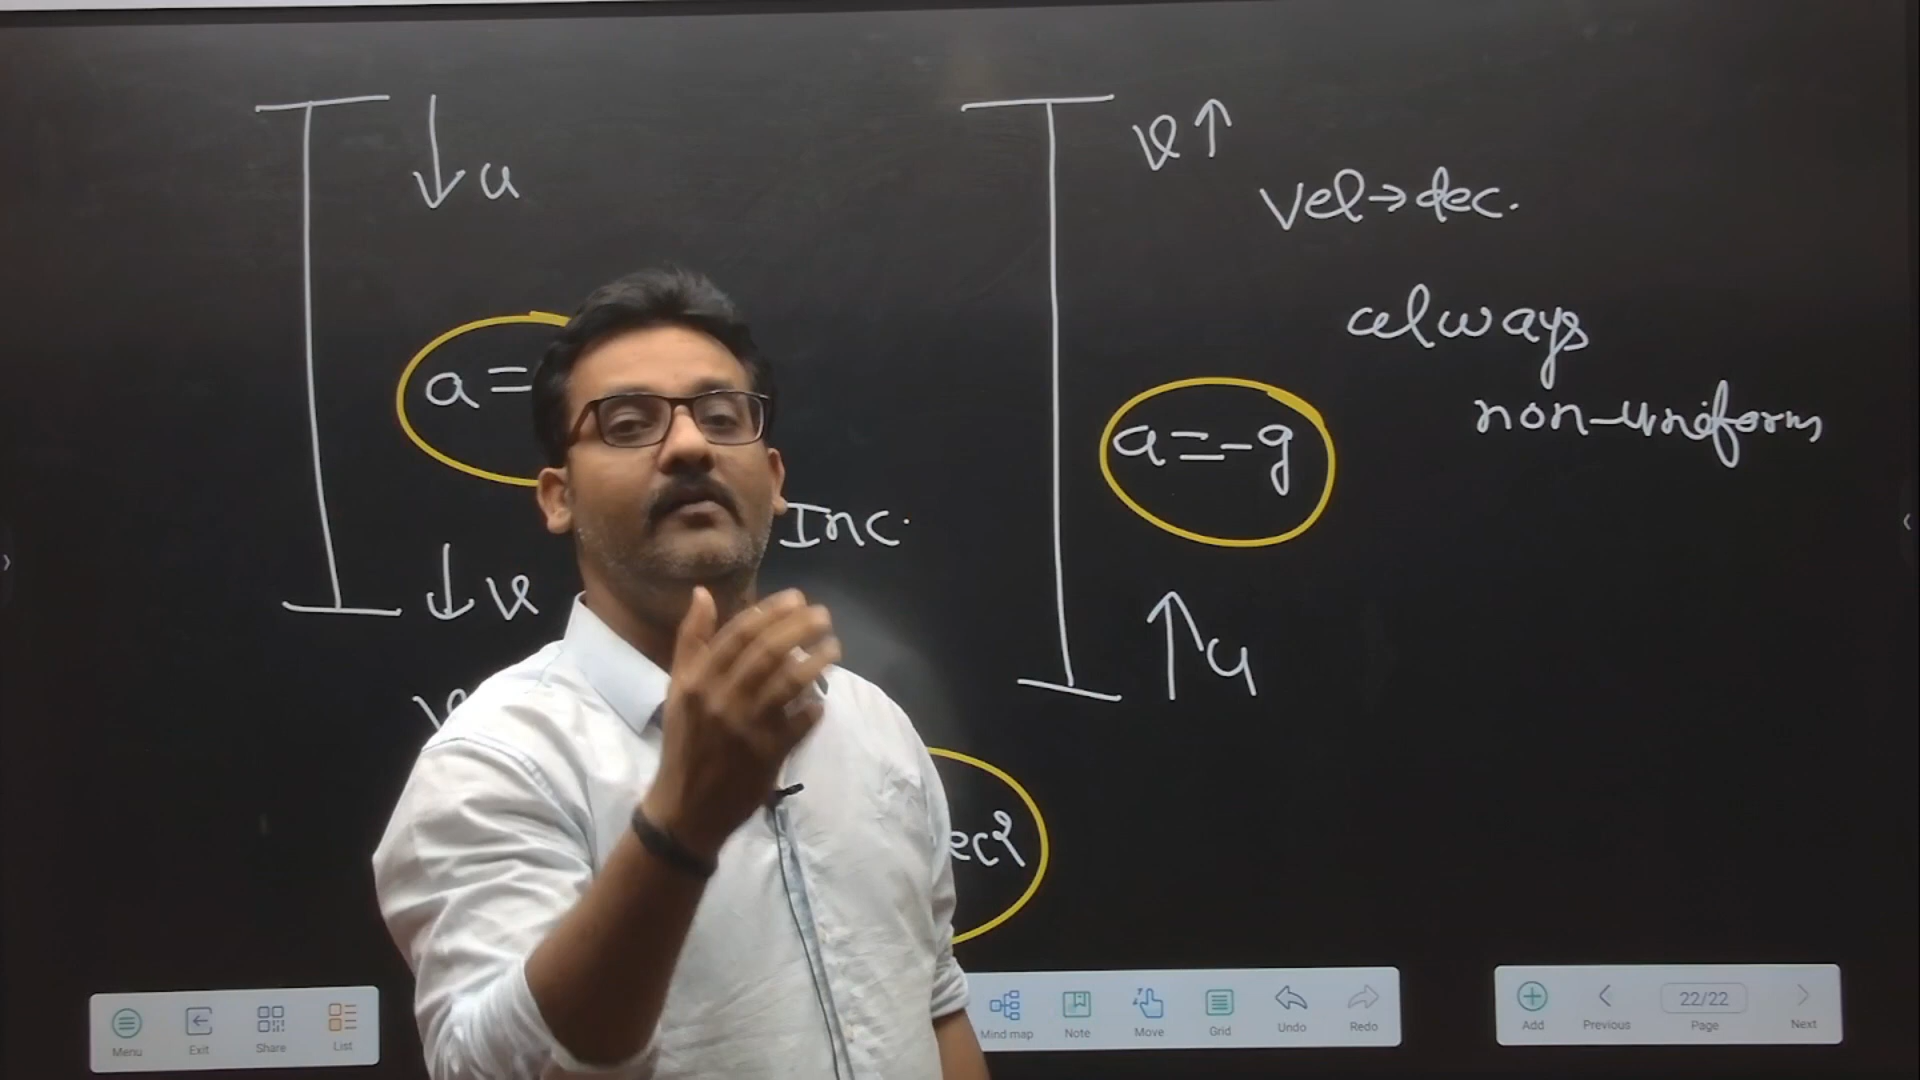 ↓ u
a =
Inc.
↓ v
v ↑
Vel → dec.
always
non-uniform
a = -g
↑ u
Menu
Exit
Share
List
Mind map
Note
Move
Grid
Undo
Redo
Add
Previous
22/22
Page
Next